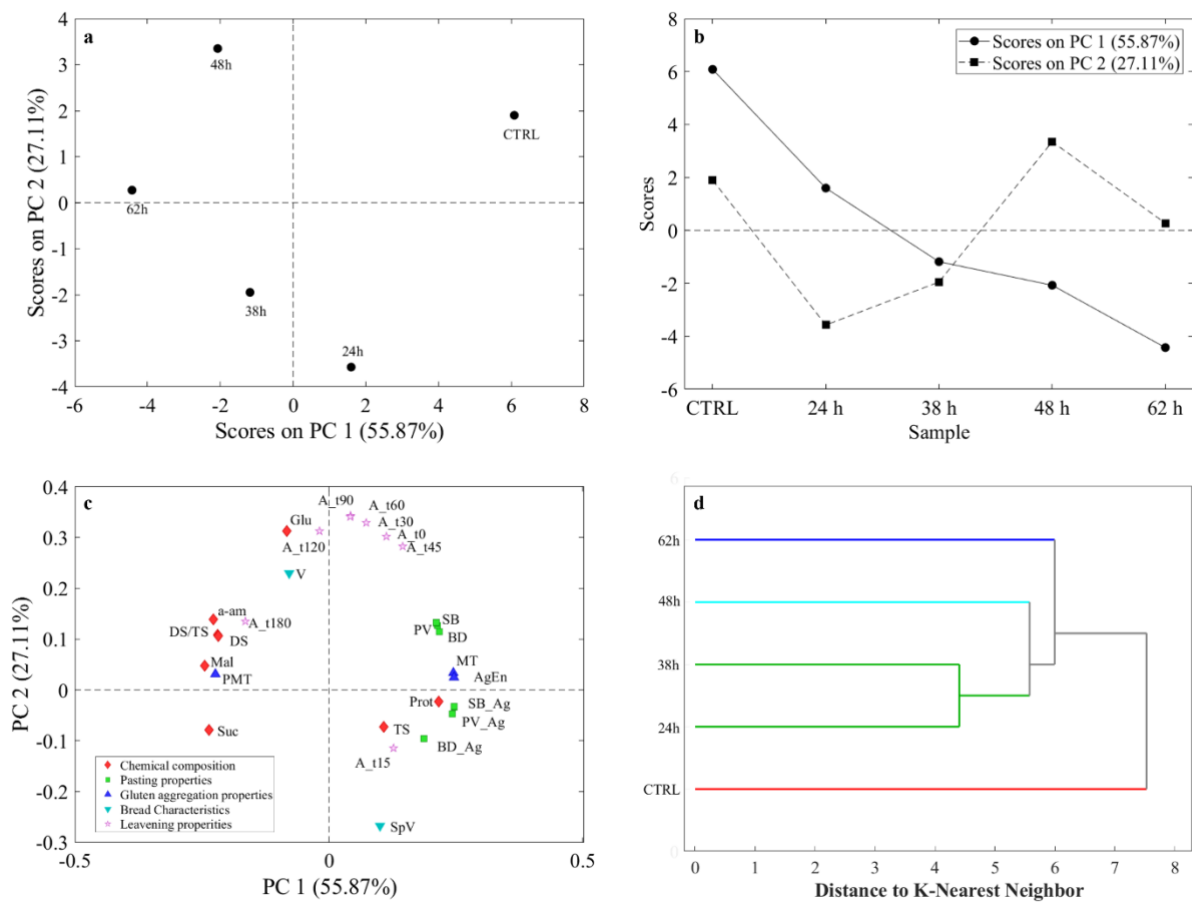 a
4
3
2
1
0
-1
-2
-3
-4
Scores on PC 2 (27.11%)
48h
CTRL
62h
38h
24h
-6
-4
-2
0
2
4
6
8
Scores on PC 1 (55.87%)
b
Scores on PC 1 (55.87%)
Scores on PC 2 (27.11%)
8
6
4
2
0
-2
-4
-6
Scores
CTRL
24 h
38 h
48 h
62 h
Sample
c
0.4
0.3
0.2
0.1
0
-0.1
-0.2
-0.3
PC 2 (27.11%)
A_t90
A_t60
Glu
A_t30
A_t0
A_t120
A_t45
V
a-am
A_t180
DS/TS
DS
SB
PV
BD
Mal
PMT
MT
AgEn
Prot
SB_Ag
PV_Ag
Suc
TS
BD_Ag
A_t15
SpV
Chemical composition
Pasting properties
Gluten aggregation properties
Bread Characteristics
Leavening properities
-0.5
0
0.5
PC 1 (55.87%)
6
d
62h
48h
38h
24h
CTRL
0
0
1
2
3
4
5
6
7
8
Distance to K-Nearest Neighbor